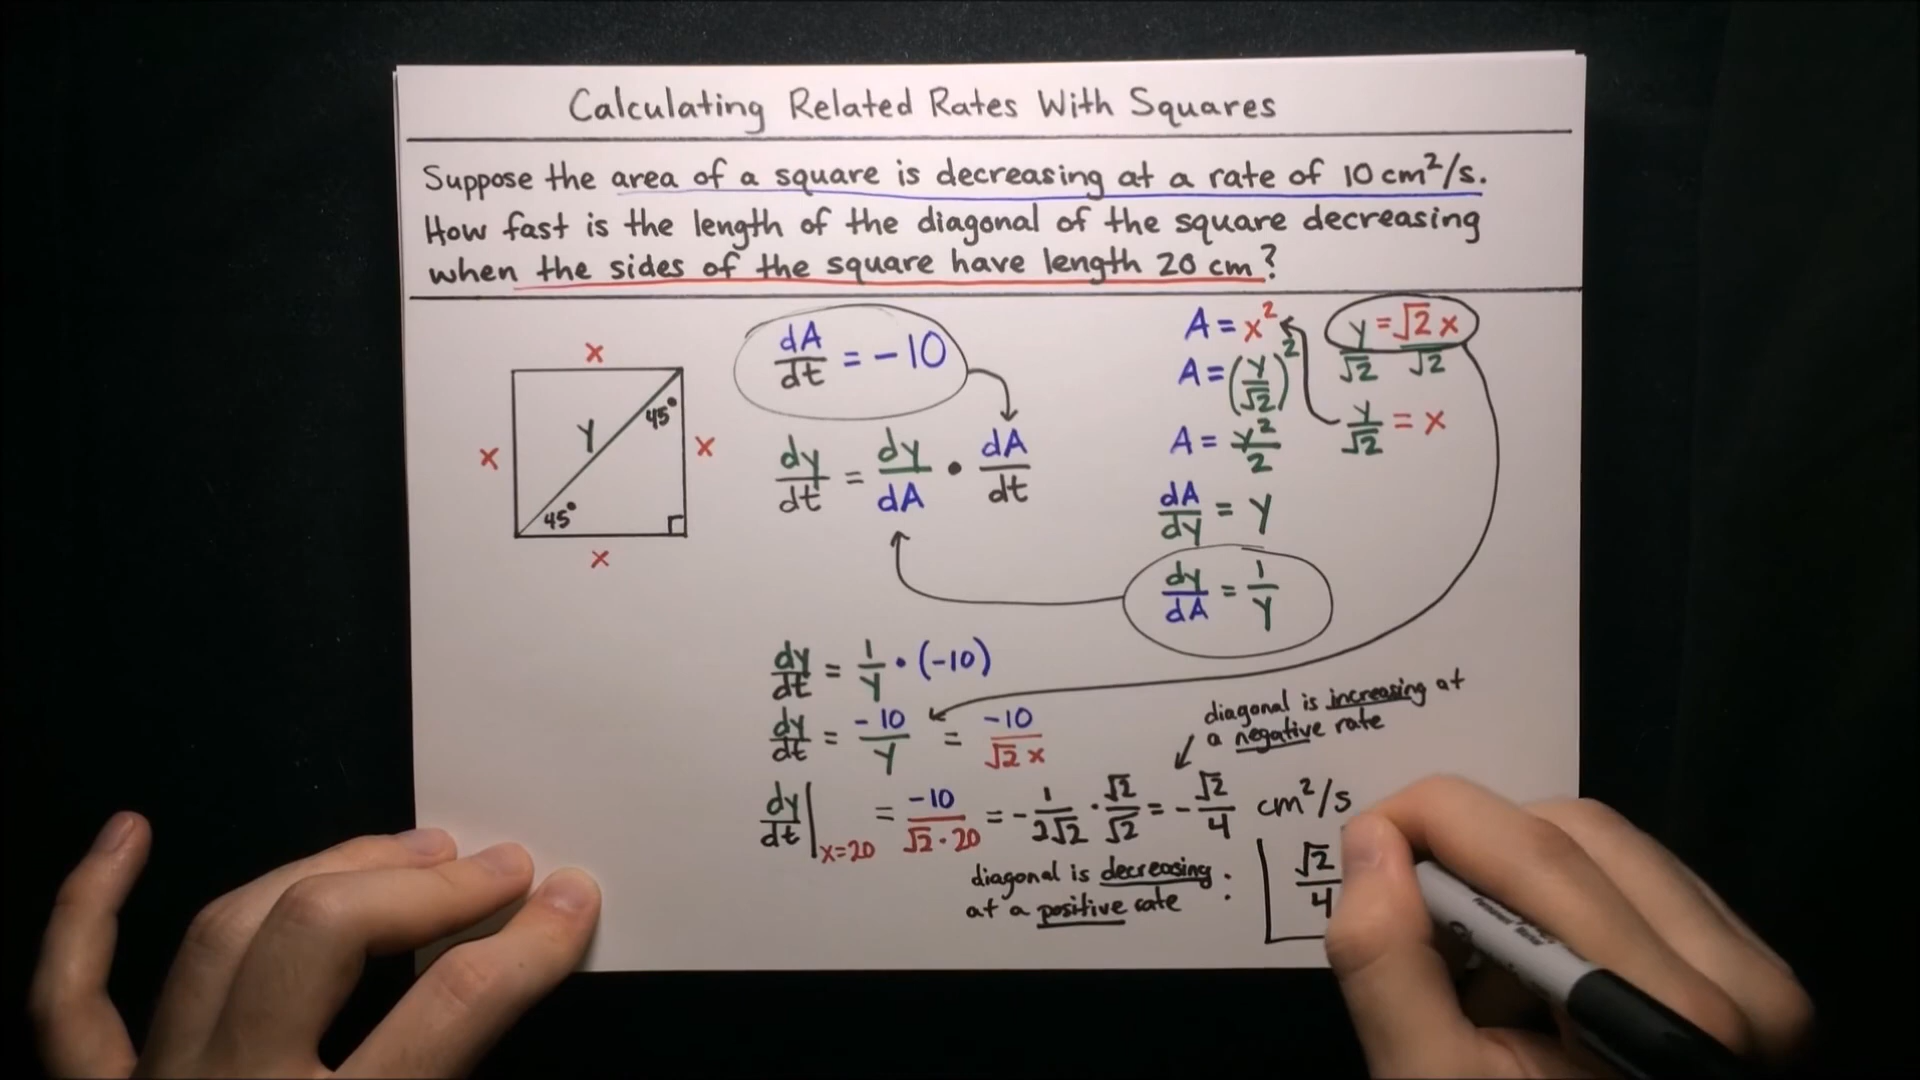 Calculating Related Rates With Squares
Suppose the area of a square is decreasing at a rate of 10 cm²/s.
How fast is the length of the diagonal of the square decreasing
when the sides of the square have length 20 cm?
x
x
y
45°
45°
x
x
dA/dt = -10
dy/dt = dy/dA • dA/dt
A = x²
A = (y/√2)²
A = y²/2
dA/dy = y
dy/dA = 1/y
y/√2 = √2 x/√2
y/√2 = x
dy/dt = 1/y • (-10)
dy/dt = -10/y = -10/√2 x
diagonal is increasing at
a negative rate
dy/dt |x=20 = -10/√2 · 20 = - 1/2√2 · √2/√2 = - √2/4 cm²/s
diagonal is decreasing
at a positive rate :
√2/4